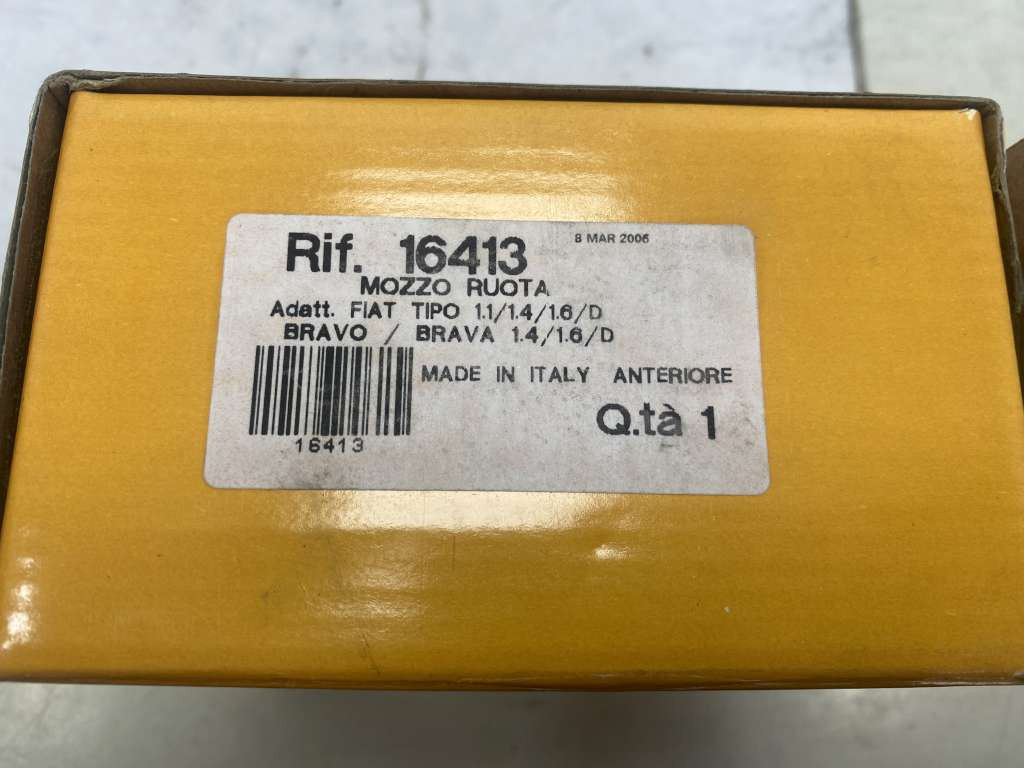 Rif. 16413 8 MAR 2006
MOZZO RUOTA
Adatt. FIAT TIPO 1.1/1.4/1.6/D
BRAVO / BRAVA 1.4/1.6/D
MADE IN ITALY ANTERIORE
16413
Q.tà 1